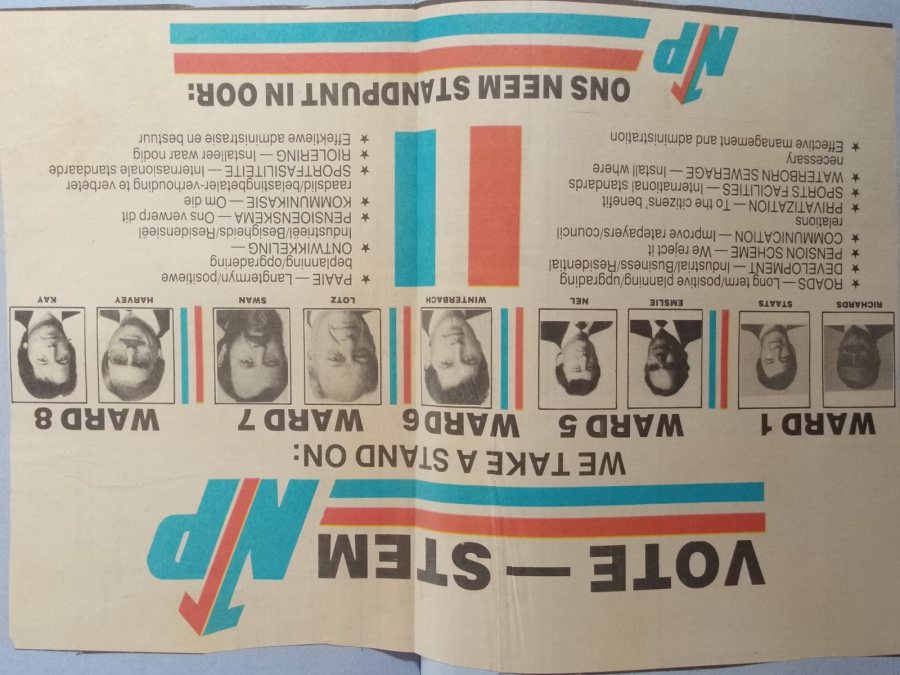 VOTE — STEM NP
WE TAKE A STAND ON:
WARD 1 WARD 5 WARD 6 WARD 7 WARD 8
RICHARDS STAATS EMSLIE NEL WINTERBACH LOTZ SWAN HARVEY KAY
★ ROADS — Long term/positive planning/upgrading
★ DEVELOPMENT — Industrial/Business/Residential
★ PENSION SCHEME — We reject it
★ COMMUNICATION — Improve ratepayers/council
relations
★ PRIVATIZATION — To the citizens' benefit
★ SPORTS FACILITIES — International standards
★ WATERBORN SEWERAGE — Install where
necessary
★ Effective management and administration
★ PAAIE — Langtermyn/positiewe
beplanning/opgradering
★ ONTWIKKELING —
Industrieël/Besigheids/Residensieël
★ PENSIOENSKEMA — Ons verwerp dit
★ KOMMUNIKASIE — Om die
raadslid/belastingbetaler-verhouding te verbeter
★ SPORTFASILITEITE — Internasionale standaarde
★ RIOLERING — Installeer waar nodig
★ Effektiewe administrasie en bestuur
ONS NEEM STANDPUNT IN OOR:
NP